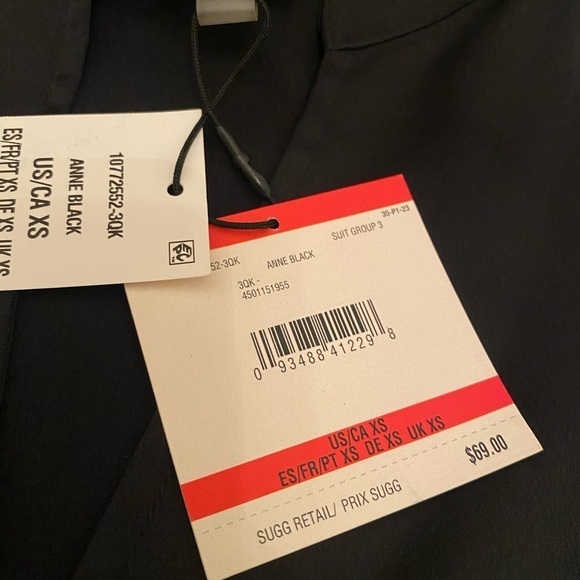 10772552-3QK
ANNE BLACK
US/CA XS
ES/FR/PT XS DE XS UK XS
35-P1-23
SUIT GROUP 3
52-3QK ANNE BLACK
3QK -
4501151955
0 93488 41229 8
US/CA XS
ES/FR/PT XS DE XS UK XS
$69.00
SUGG RETAIL/ PRIX SUGG